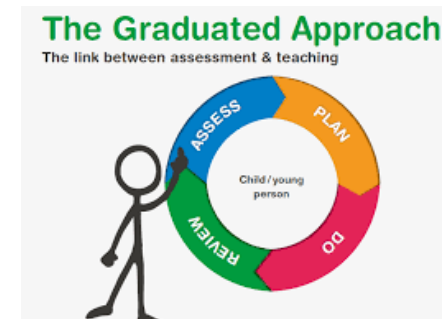 The Graduated Approach
The link between assessment & teaching
ASSESS
PLAN
Child/young
person
REVIEW
DO